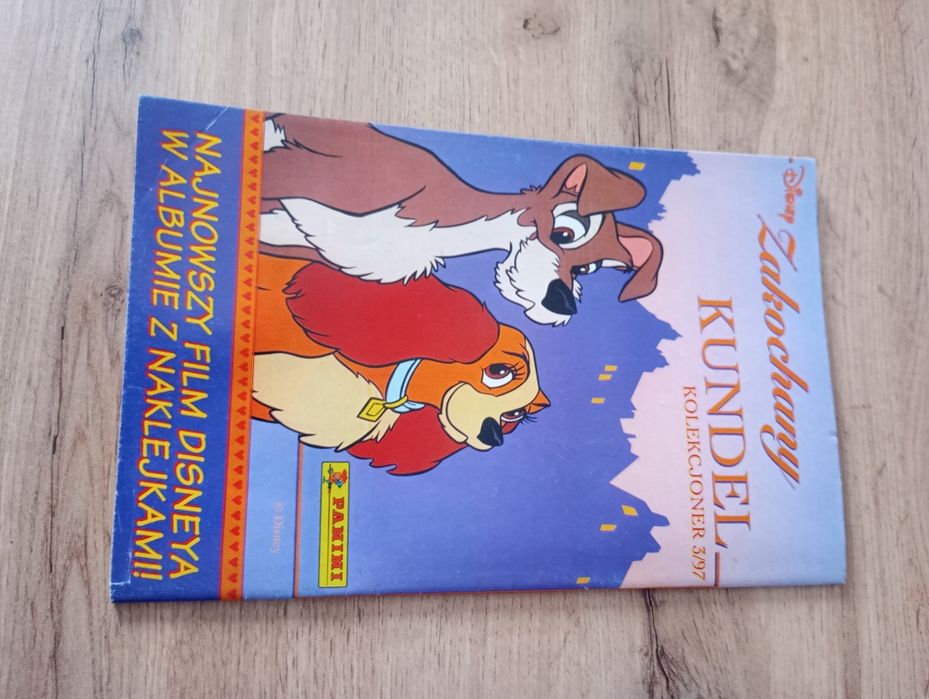 Disney
Zakochany
KUNDEL
KOLEKCJONER 3/97
PANINI
© Disney
NAJNOWSZY FILM DISNEYA
W ALBUMIE Z NAKLEJKAMI!